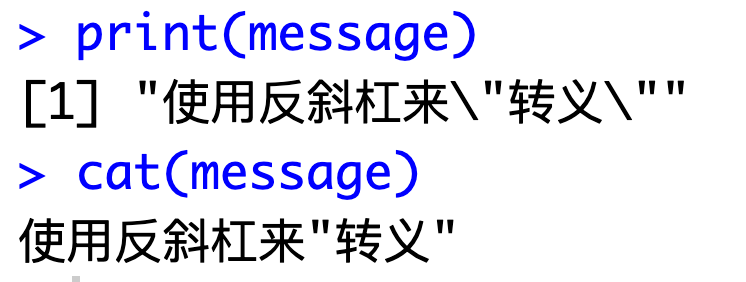 > print(message)
[1] "使用反斜杠来\"转义\""
> cat(message)
使用反斜杠来"转义"